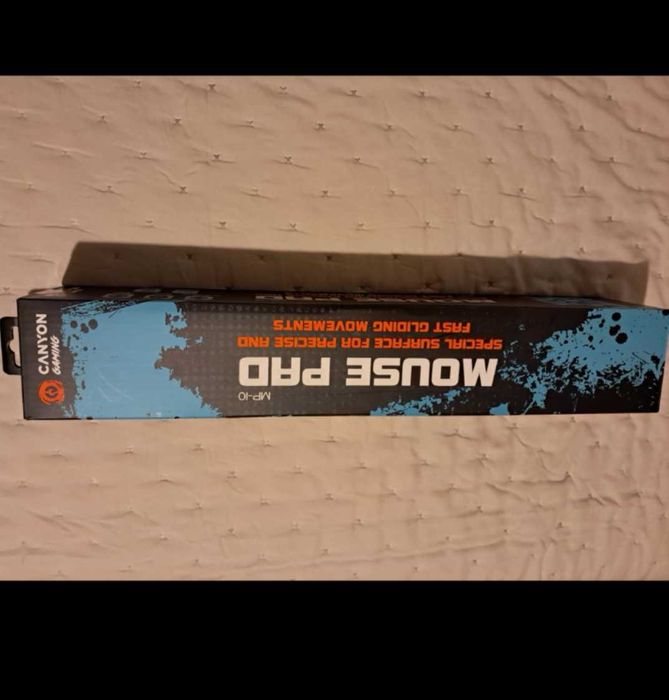 CANYON
GAMING
MP-10
MOUSE PAD
SPECIAL SURFACE FOR PRECISE AND
FAST GLIDING MOVEMENTS